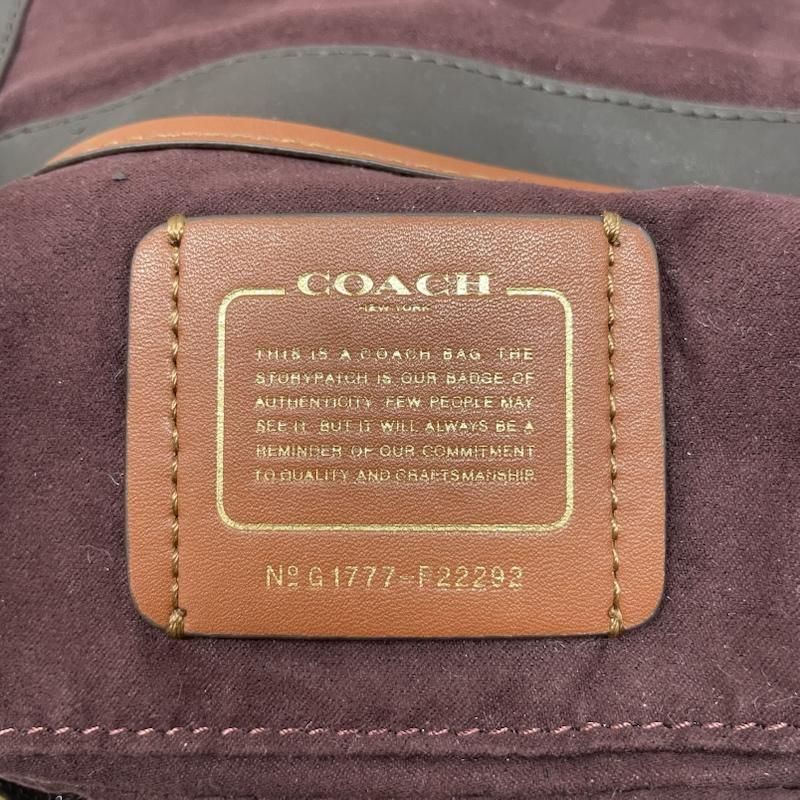 COACH
NEW YORK
THIS IS A COACH BAG. THE
STORYPATCH IS OUR BADGE OF
AUTHENTICITY. FEW PEOPLE MAY
SEE IT, BUT IT WILL ALWAYS BE A
REMINDER OF OUR COMMITMENT
TO QUALITY AND CRAFTSMANSHIP.
Nº G1777-F22292